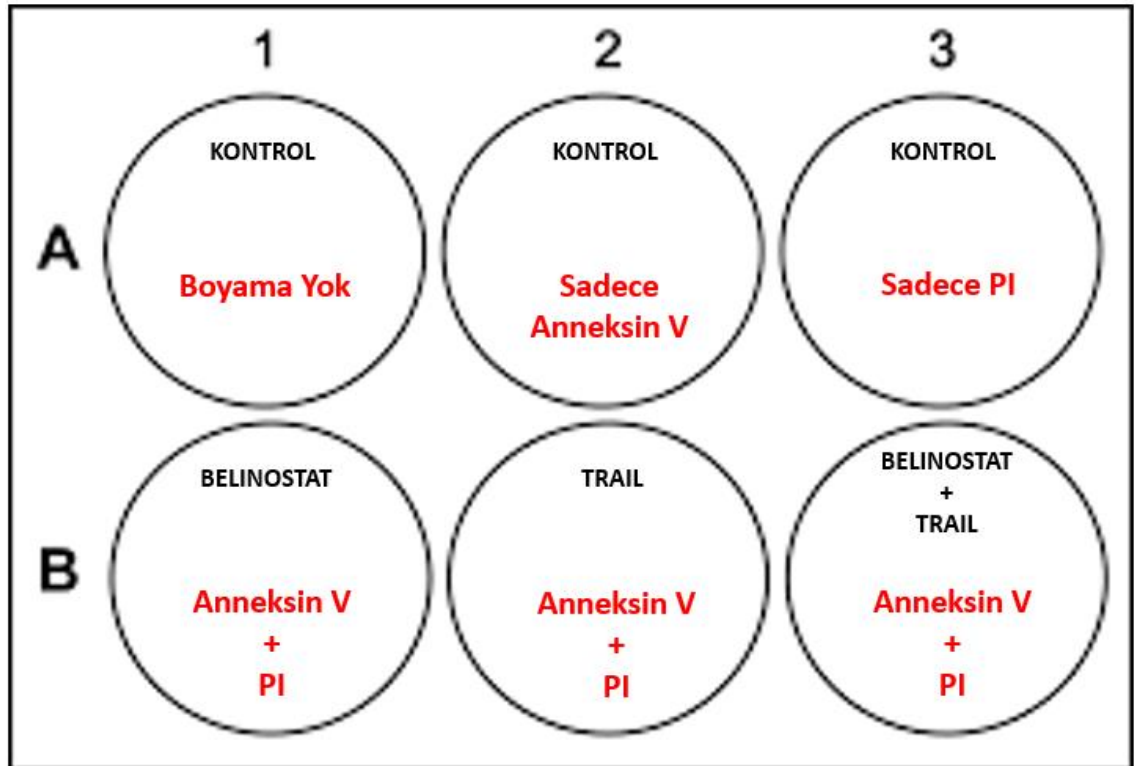 1 2 3
A
KONTROL
Boyama Yok
KONTROL
Sadece
Anneksin V
KONTROL
Sadece PI
B
BELINOSTAT
Anneksin V
+
PI
TRAIL
Anneksin V
+
PI
BELINOSTAT
+
TRAIL
Anneksin V
+
PI